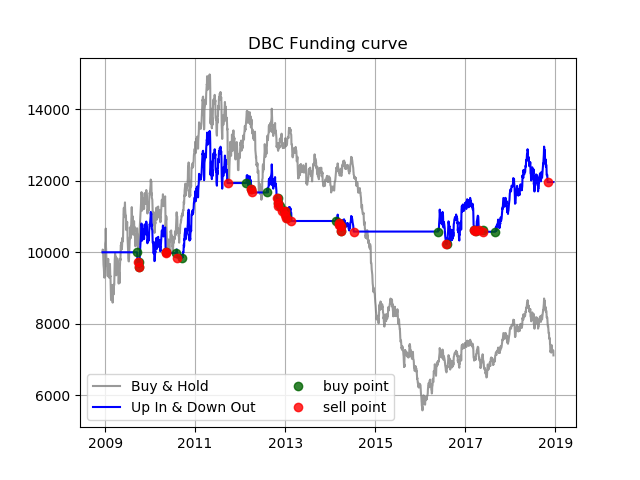 DBC Funding curve
14000
12000
10000
8000
6000
Buy & Hold
Up In & Down Out
buy point
sell point
2009 2011 2013 2015 2017 2019